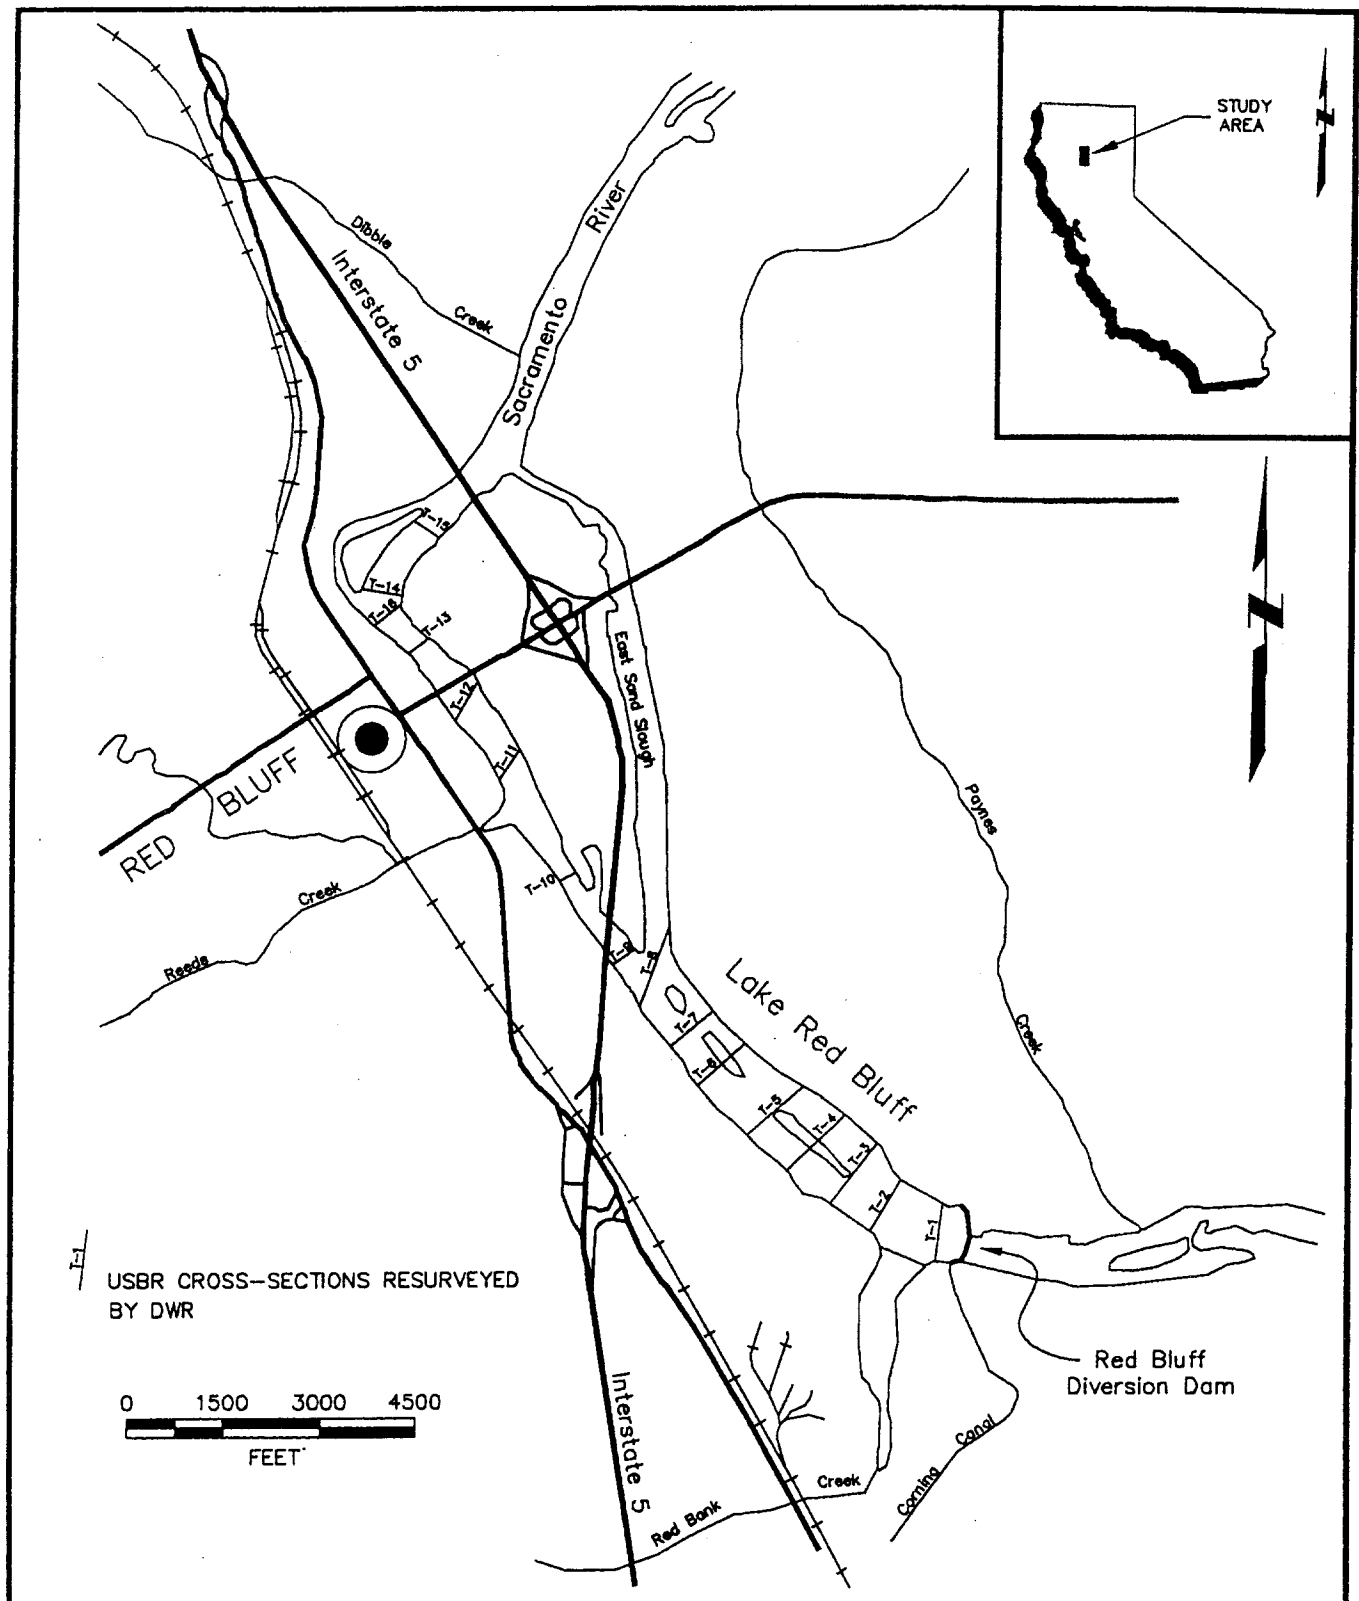 STUDY
AREA
Z
Dibble
Creek
Interstate 5
Sacramento
River
Z
T-15
T-14
T-16
T-13
T-12
T-11
East Sand Slough
RED BLUFF
Paynes
Creek
Reeds
Creek
T-10
T-9
T-8
T-7
T-6
T-5
T-4
T-3
T-2
T-1
Lake Red Bluff
T-1
USBR CROSS-SECTIONS RESURVEYED
BY DWR
0 1500 3000 4500
FEET
Red Bluff
Diversion Dam
Interstate 5
Red Bank
Creek
Corning
Canal